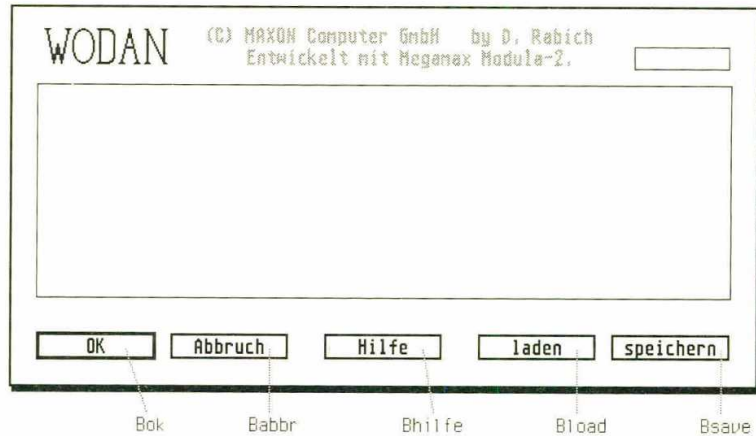 WODAN
(C) MAXON Computer GmbH by D. Rabich
Entwickelt mit Megamax Modula-2.
OK Abbruch Hilfe laden speichern
Bok Babbr Bhilfe Bload Bsave